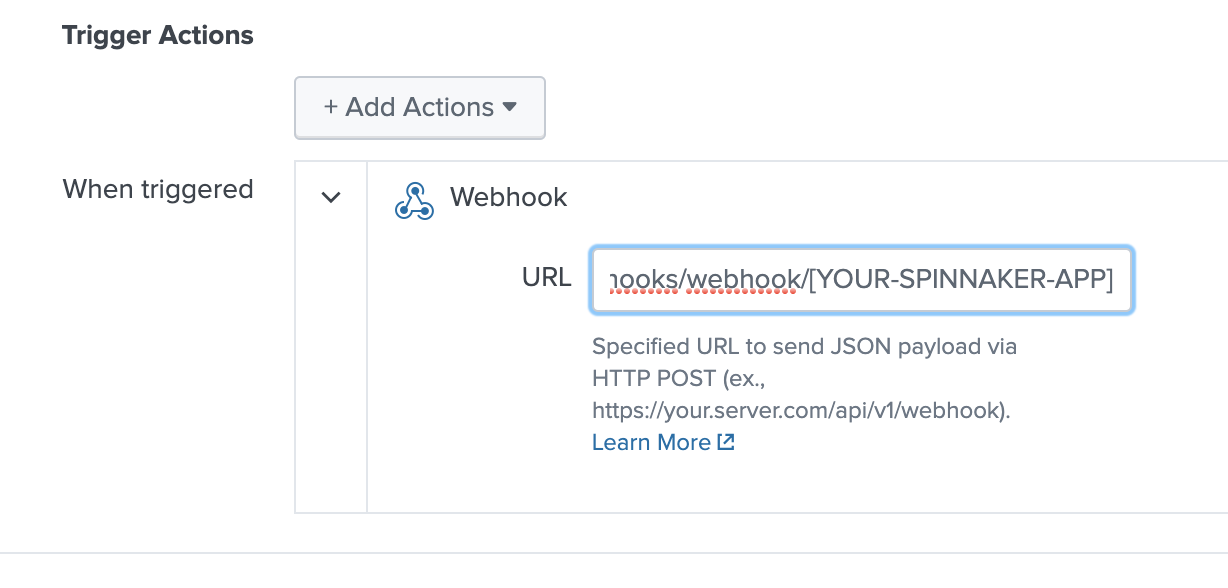 Trigger Actions
+ Add Actions
When triggered
Webhook
URL
hooks/webhook/[YOUR-SPINNAKER-APP]
Specified URL to send JSON payload via
HTTP POST (ex.,
https://your.server.com/api/v1/webhook).
Learn More